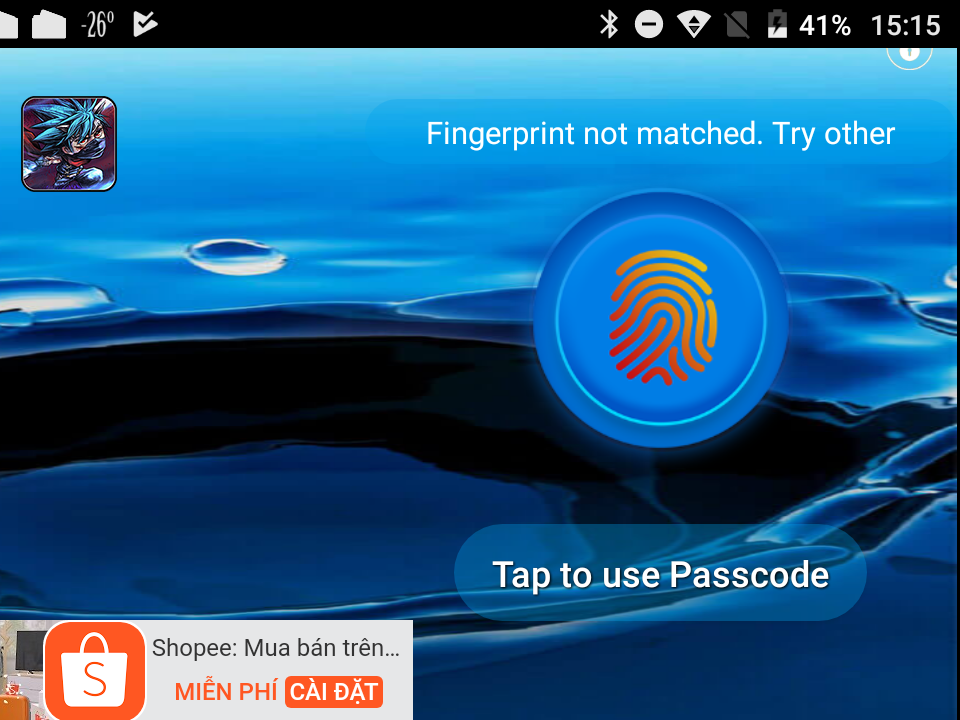 -26º
41%
15:15
Fingerprint not matched. Try other
Tap to use Passcode
Shopee: Mua bán trên…
MIỄN PHÍ CÀI ĐẶT